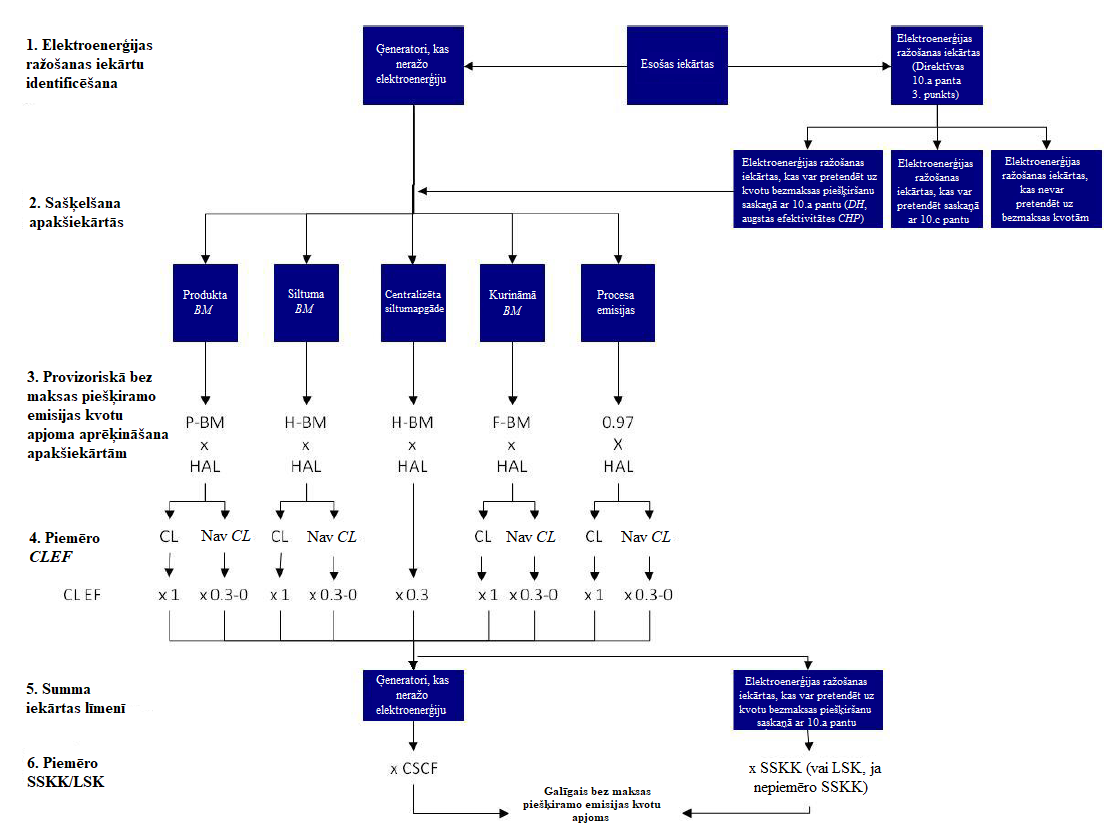 1. Elektroenerģijas
ražošanas iekārtu
identificēšana
Ģeneratori, kas
neražo
elektroenerģiju
Esošas iekārtas
Elektroenerģijas
ražošanas iekārtas
(Direktīvas
10.a panta
3. punkts)
2. Sašķelšana
apakšiekārtās
Elektroenerģijas ražošanas
iekārtas, kas var pretendēt uz
kvotu bezmaksas piešķiršanu
saskaņā ar 10.a pantu (DH,
augstas efektivitātes CHP)
Elektroenerģijas
ražošanas
iekārtas, kas var
pretendēt saskaņā
ar 10.c pantu
Elektroenerģijas
ražošanas iekārtas,
kas nevar
pretendēt uz
bezmaksas kvotām
Produkta
BM
Siltuma
BM
Centralizēta
siltumapgāde
Kurināmā
BM
Procesa
emisijas
3. Provizoriskā bez
maksas piešķiramo
emisijas kvotu
apjoma aprēķināšana
apakšiekārtām
P-BM
x
HAL
H-BM
x
HAL
H-BM
x
HAL
F-BM
x
HAL
0.97
X
HAL
4. Piemēro
CLEF
CL Nav CL CL Nav CL CL Nav CL CL Nav CL
CL EF x 1 x 0.3-0 x 1 x 0.3-0 x 0.3 x 1 x 0.3-0 x 1 x 0.3-0
5. Summa
iekārtas līmenī
Ģeneratori, kas
neražo
elektroenerģiju
Elektroenerģijas ražošanas
iekārtas, kas var pretendēt uz
kvotu bezmaksas piešķiršanu
saskaņā ar 10.a pantu
6. Piemēro
SSKK/LSK
x CSCF
x SSKK (vai LSK, ja
nepiemēro SSKK)
Galīgais bez maksas
piešķiramo emisijas kvotu
apjoms